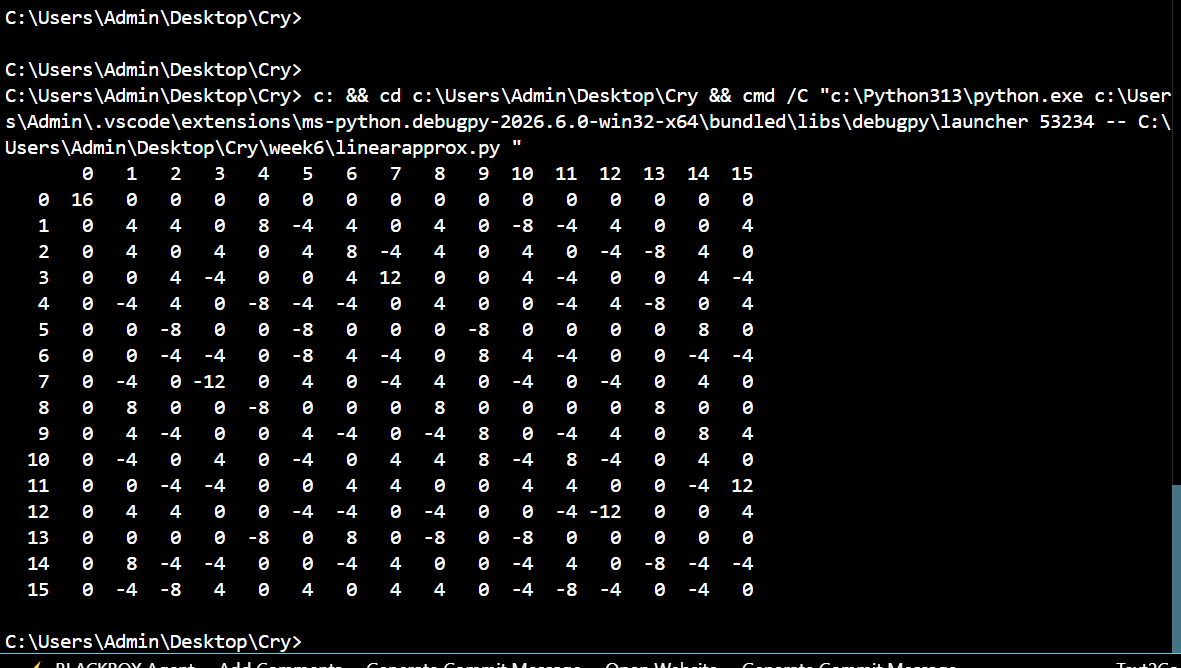 C:\Users\Admin\Desktop\Cry>
C:\Users\Admin\Desktop\Cry>
C:\Users\Admin\Desktop\Cry> c: && cd c:\Users\Admin\Desktop\Cry && cmd /C "c:\Python313\python.exe c:\User
s\Admin\.vscode\extensions\ms-python.debugpy-2026.6.0-win32-x64\bundled\libs\debugpy\launcher 53234 -- C:\
Users\Admin\Desktop\Cry\week6\linearapprox.py "
0 1 2 3 4 5 6 7 8 9 10 11 12 13 14 15
0 16 0 0 0 0 0 0 0 0 0 0 0 0 0 0 0
1 0 4 4 0 8 -4 4 0 4 0 -8 -4 4 0 0 4
2 0 4 0 4 0 4 8 -4 4 0 4 0 -4 -8 4 0
3 0 0 4 -4 0 0 4 12 0 0 4 -4 0 0 4 -4
4 0 -4 4 0 -8 -4 -4 0 4 0 0 -4 4 -8 0 4
5 0 0 -8 0 0 -8 0 0 0 -8 0 0 0 0 8 0
6 0 0 -4 -4 0 -8 4 -4 0 8 4 -4 0 0 -4 -4
7 0 -4 0 -12 0 4 0 -4 4 0 -4 0 -4 0 4 0
8 0 8 0 0 -8 0 0 0 8 0 0 0 0 8 0 0
9 0 4 -4 0 0 4 -4 0 -4 8 0 -4 4 0 8 4
10 0 -4 0 4 0 -4 0 4 4 8 -4 8 -4 0 4 0
11 0 0 -4 -4 0 0 4 4 0 0 4 4 0 0 -4 12
12 0 4 4 0 0 -4 -4 0 -4 0 0 -4 -12 0 0 4
13 0 0 0 0 -8 0 8 0 -8 0 -8 0 0 0 0 0
14 0 8 -4 -4 0 0 -4 4 0 0 -4 4 0 -8 -4 -4
15 0 -4 -8 4 0 4 0 4 4 0 -4 -8 -4 0 -4 0
C:\Users\Admin\Desktop\Cry>
BLACKBOX Agent Add Comments Generate Commit Message Open Website Generate Commit Message